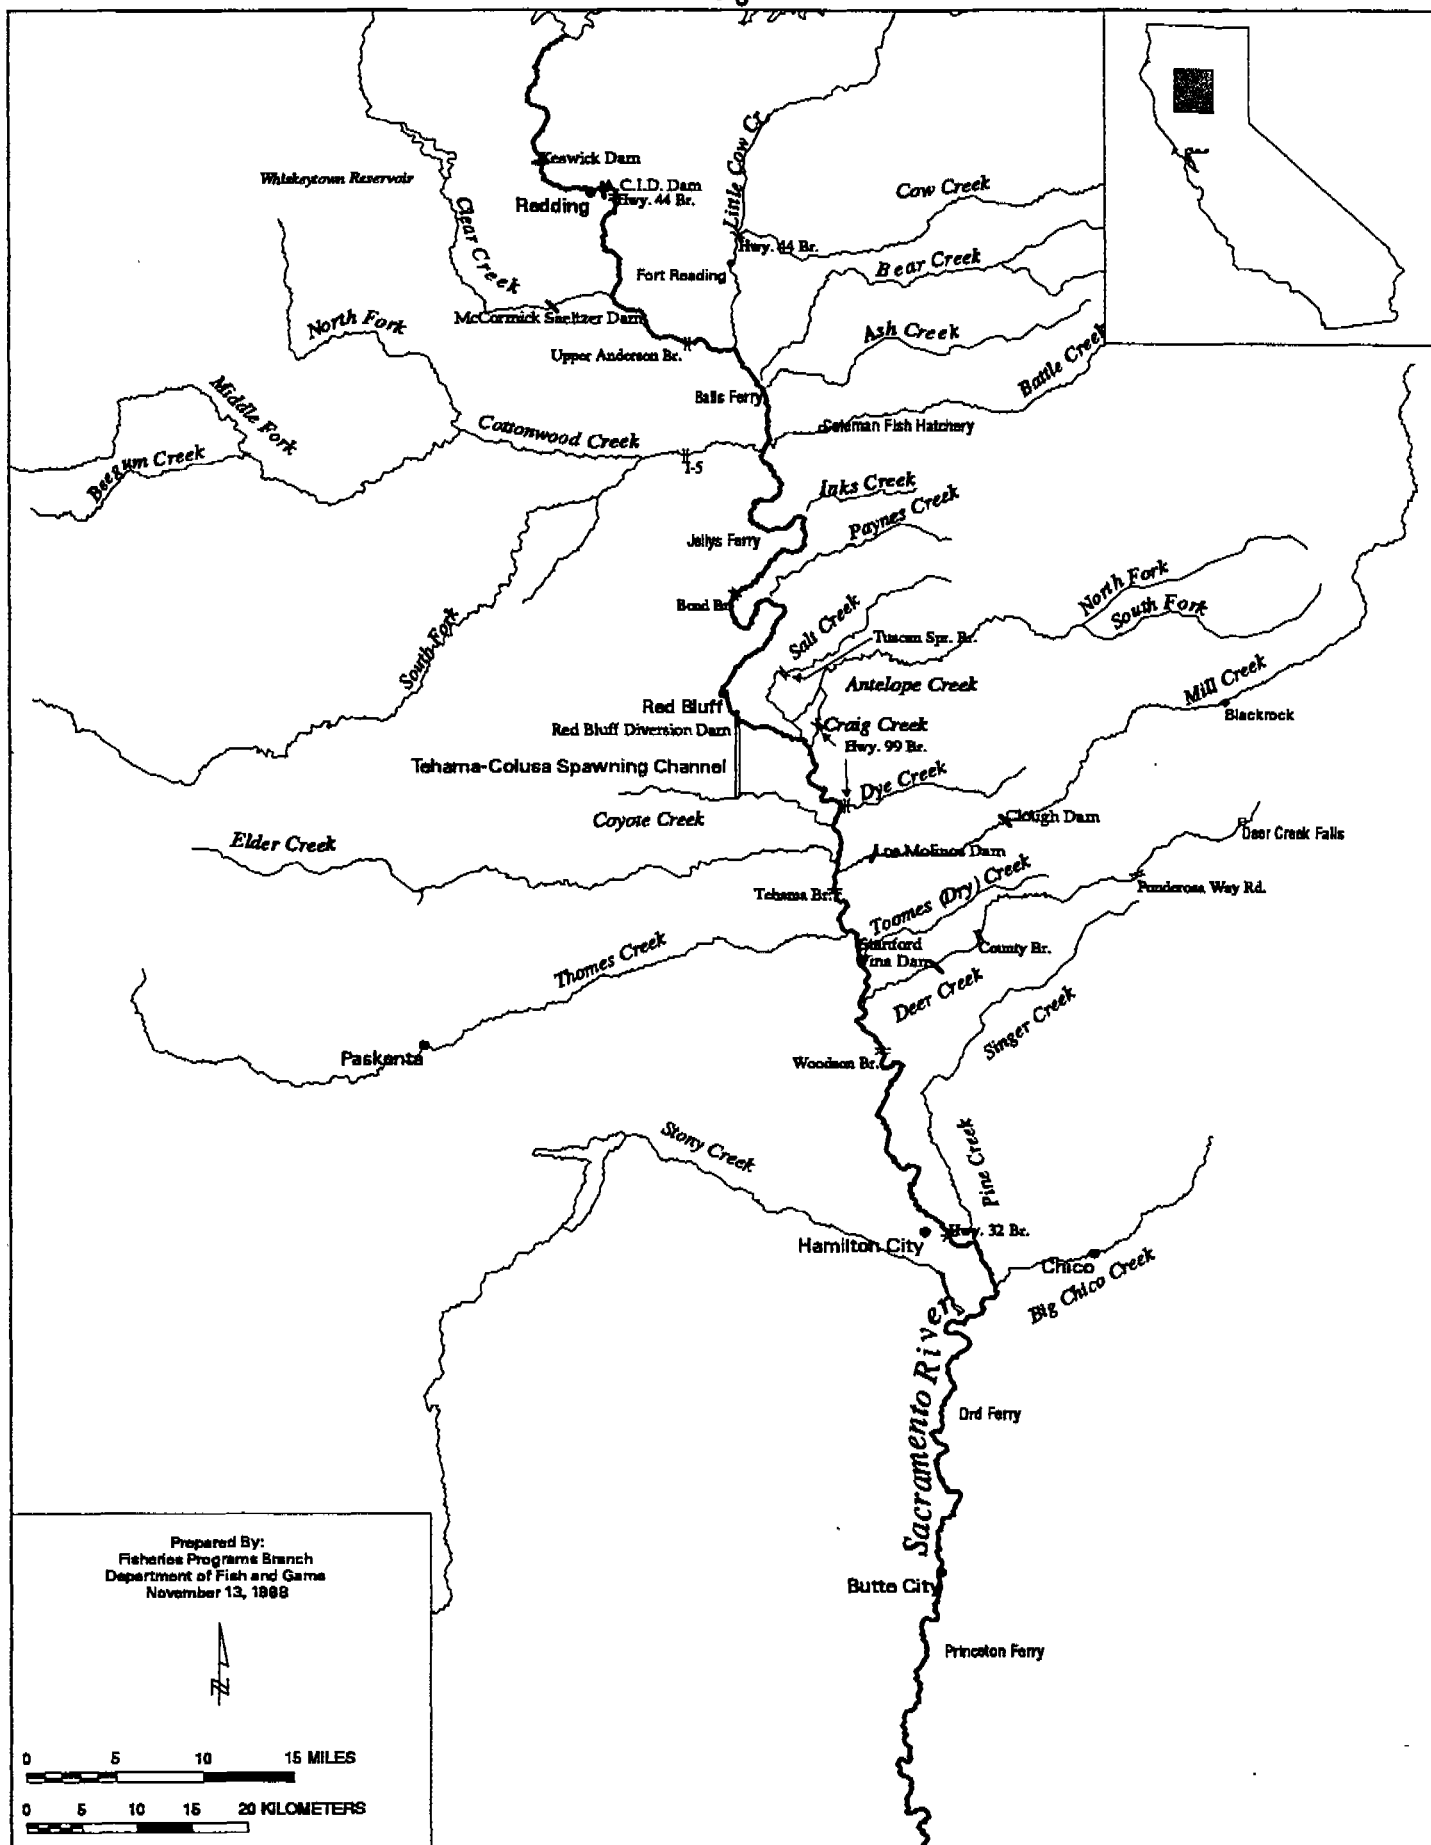 Keswick Dam
Whiskeytown Reservoir
C.I.D. Dam
Hwy. 44 Br.
Redding
Little Cow Cr.
Cow Creek
Clear Creek
Hwy. 44 Br.
Bear Creek
Fort Reading
McCormick Saeltzer Dam
North Fork
Ash Creek
Upper Anderson Br.
Battle Creek
Middle Fork
Balls Ferry
Cottonwood Creek
Coleman Fish Hatchery
Beegum Creek
I-5
Inks Creek
Paynes Creek
Jellys Ferry
North Fork
Bend Br.
South Fork
Salt Creek
Tuscan Spr. Br.
South Fork
Antelope Creek
Mill Creek
Red Bluff
Blackrock
Red Bluff Diversion Dam
Craig Creek
Hwy. 99 Br.
Tehama-Colusa Spawning Channel
Dye Creek
Coyote Creek
Clough Dam
Elder Creek
Deer Creek Falls
Los Molinos Dam
Tehama Br.
Toomes (Dry) Creek
Ponderosa Way Rd.
Stanford
Vina Dam
County Br.
Thomes Creek
Deer Creek
Singer Creek
Paskenta
Woodson Br.
Stony Creek
Pine Creek
Hwy. 32 Br.
Hamilton City
Chico
Big Chico Creek
Sacramento River
Ord Ferry
Butte City
Princeton Ferry
Prepared By:
Fisheries Programs Branch
Department of Fish and Game
November 13, 1998
N
0 5 10 15 MILES
0 5 10 15 20 KILOMETERS